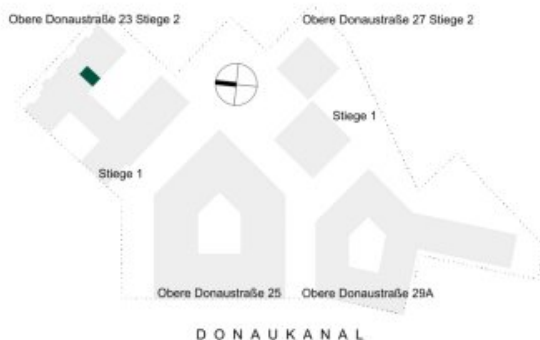 Obere Donaustraße 23 Stiege 2
Obere Donaustraße 27 Stiege 2
Stiege 1
Stiege 1
Obere Donaustraße 25
Obere Donaustraße 29A
DONAUKANAL